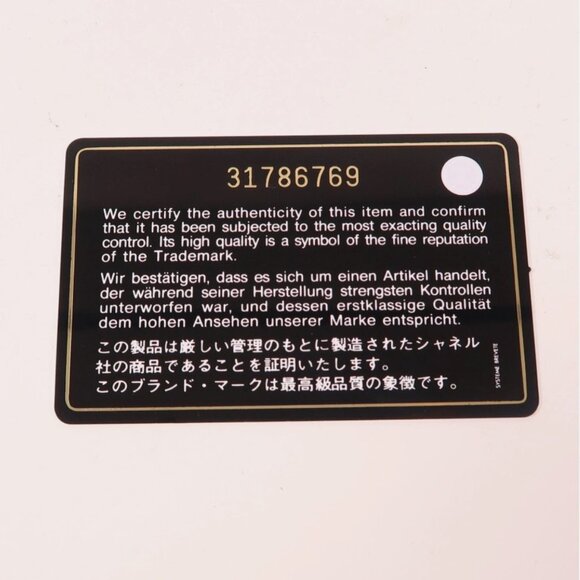 31786769
We certify the authenticity of this item and confirm
that it has been subjected to the most exacting quality
control. Its high quality is a symbol of the fine reputation
of the Trademark.
Wir bestätigen, dass es sich um einen Artikel handelt,
der während seiner Herstellung strengsten Kontrollen
unterworfen war, und dessen erstklassige Qualität
dem hohen Ansehen unserer Marke entspricht.
この製品は厳しい管理のもとに製造されたシャネル
社の商品であることを証明いたします。
このブランド・マークは最高級品質の象徴です。
SYSTEME BREVETE